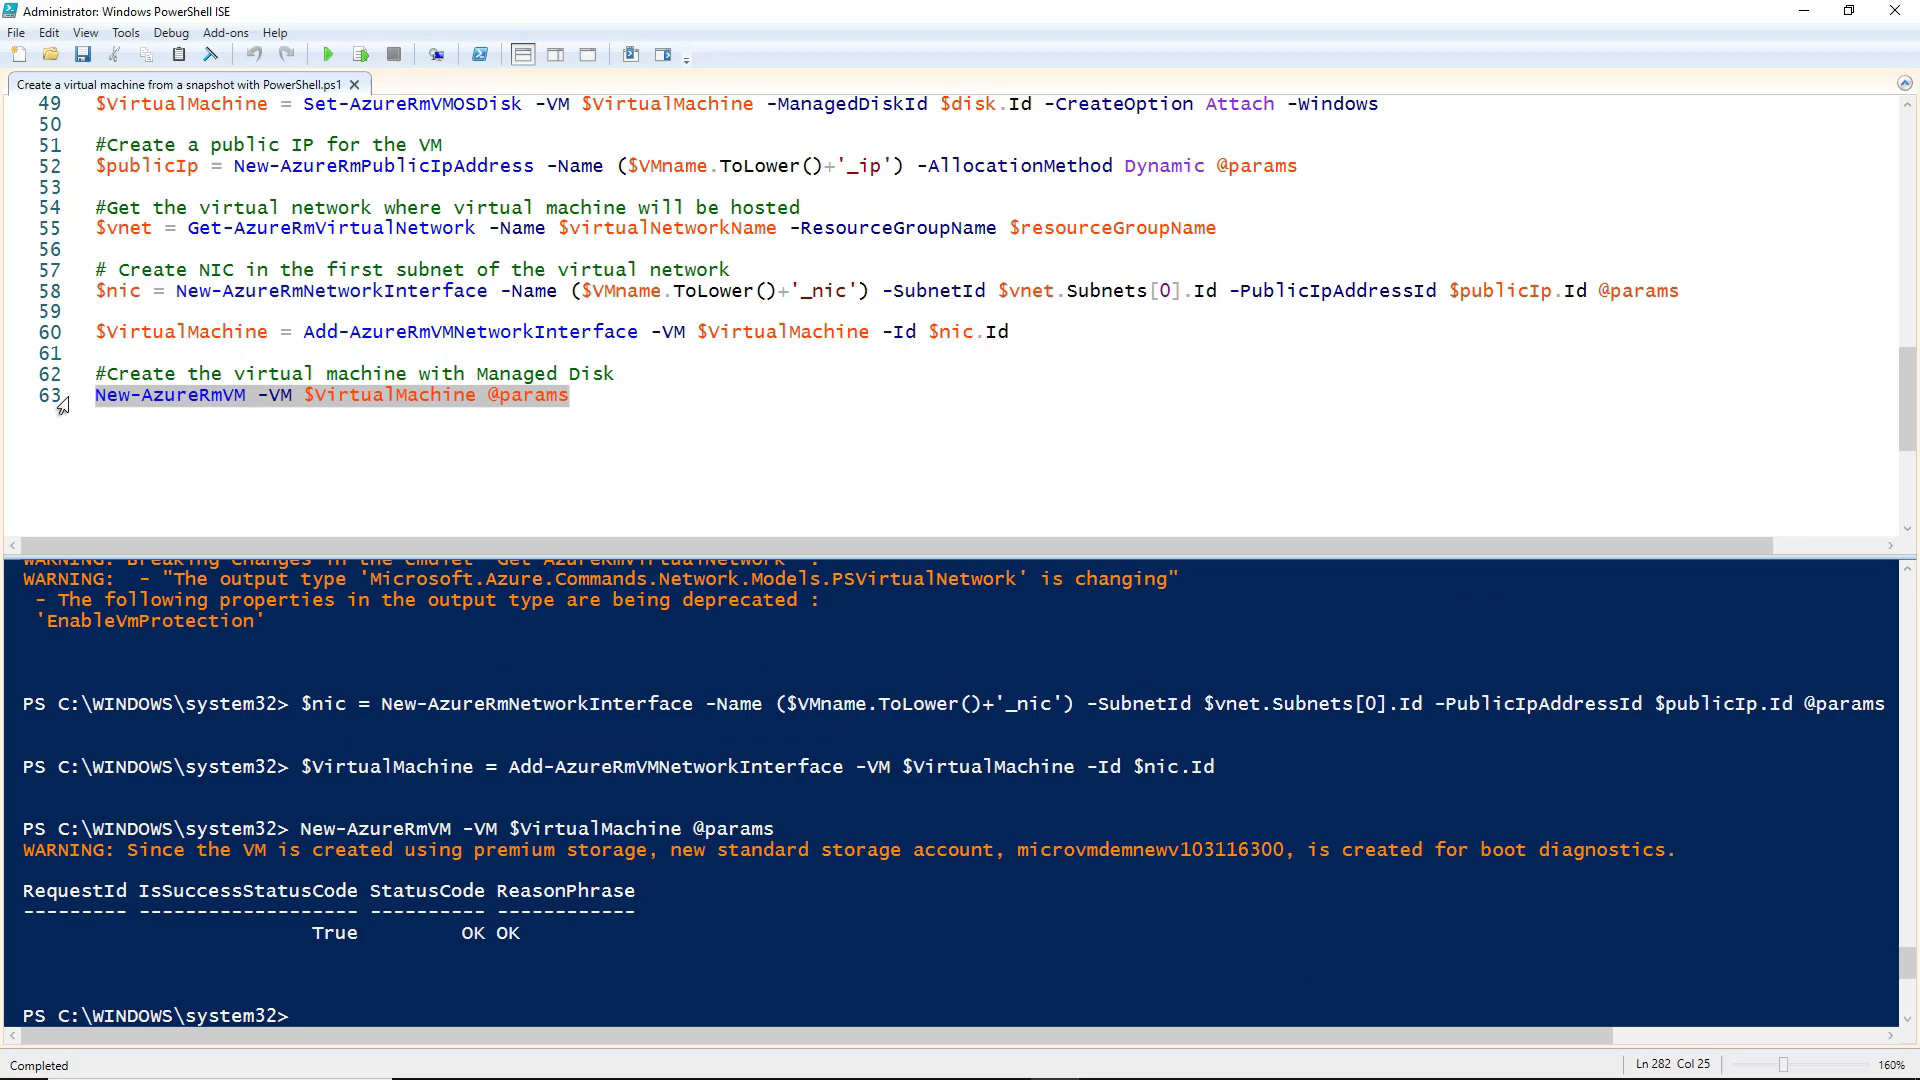 Administrator: Windows PowerShell ISE
File Edit View Tools Debug Add-ons Help
Create a virtual machine from a snapshot with PowerShell.ps1
49 $VirtualMachine = Set-AzureRmVMOSDisk -VM $VirtualMachine -ManagedDiskId $disk.Id -CreateOption Attach -Windows
50
51 #Create a public IP for the VM
52 $publicIp = New-AzureRmPublicIpAddress -Name ($VMname.ToLower()+'_ip') -AllocationMethod Dynamic @params
53
54 #Get the virtual network where virtual machine will be hosted
55 $vnet = Get-AzureRmVirtualNetwork -Name $virtualNetworkName -ResourceGroupName $resourceGroupName
56
57 # Create NIC in the first subnet of the virtual network
58 $nic = New-AzureRmNetworkInterface -Name ($VMname.ToLower()+'_nic') -SubnetId $vnet.Subnets[0].Id -PublicIpAddressId $publicIp.Id @params
59
60 $VirtualMachine = Add-AzureRmVMNetworkInterface -VM $VirtualMachine -Id $nic.Id
61
62 #Create the virtual machine with Managed Disk
63 New-AzureRmVM -VM $VirtualMachine @params
WARNING: Breaking changes in the cmdlet 'Get-AzureRmVirtualNetwork' :
WARNING:  - "The output type 'Microsoft.Azure.Commands.Network.Models.PSVirtualNetwork' is changing"
- The following properties in the output type are being deprecated :
'EnableVmProtection'
PS C:\WINDOWS\system32> $nic = New-AzureRmNetworkInterface -Name ($VMname.ToLower()+'_nic') -SubnetId $vnet.Subnets[0].Id -PublicIpAddressId $publicIp.Id @params
PS C:\WINDOWS\system32> $VirtualMachine = Add-AzureRmVMNetworkInterface -VM $VirtualMachine -Id $nic.Id
PS C:\WINDOWS\system32> New-AzureRmVM -VM $VirtualMachine @params
WARNING: Since the VM is created using premium storage, new standard storage account, microvmdemnewv103116300, is created for boot diagnostics.
RequestId IsSuccessStatusCode StatusCode ReasonPhrase
--------- ------------------- ---------- ------------
True OK OK
PS C:\WINDOWS\system32>
Completed
Ln 282 Col 25
160%